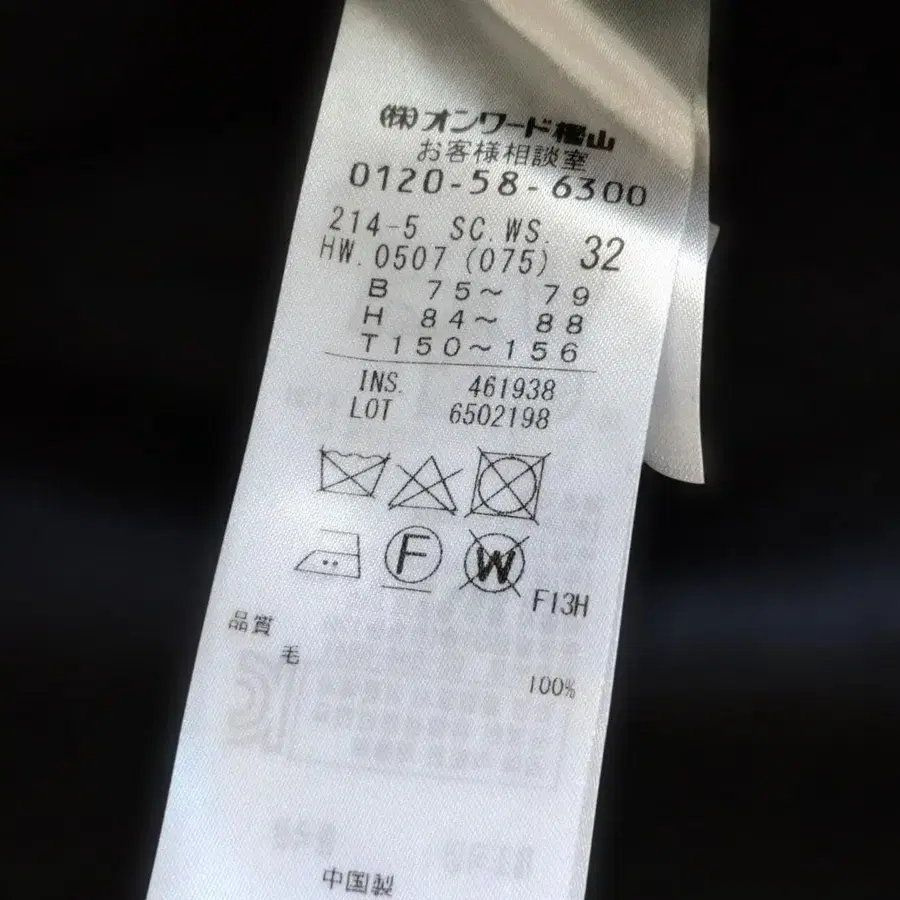 (株)オンワード樫山
お客様相談室
0120-58-6300
214-5 SC.WS. 32
HW.0507(075)
B 75～ 79
H 84～ 88
T150～156
INS. 461938
LOT 6502198
F
W
F13H
品質
毛
100%
中国製